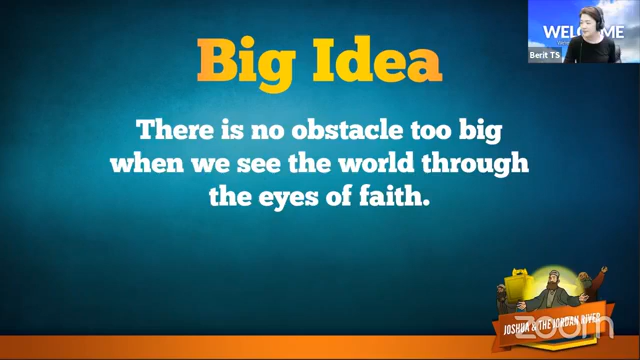 Big Idea
There is no obstacle too big
when we see the world through
the eyes of faith.
WELCOME
Berit TS
JOSHUA & THE JORDAN RIVER
zoom